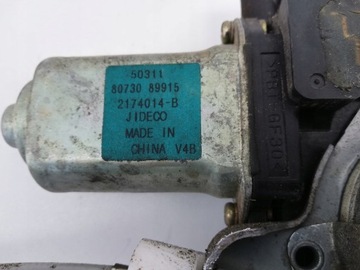 50311
80730 89915
2174014-B
JIDECO
MADE IN
CHINA V4B